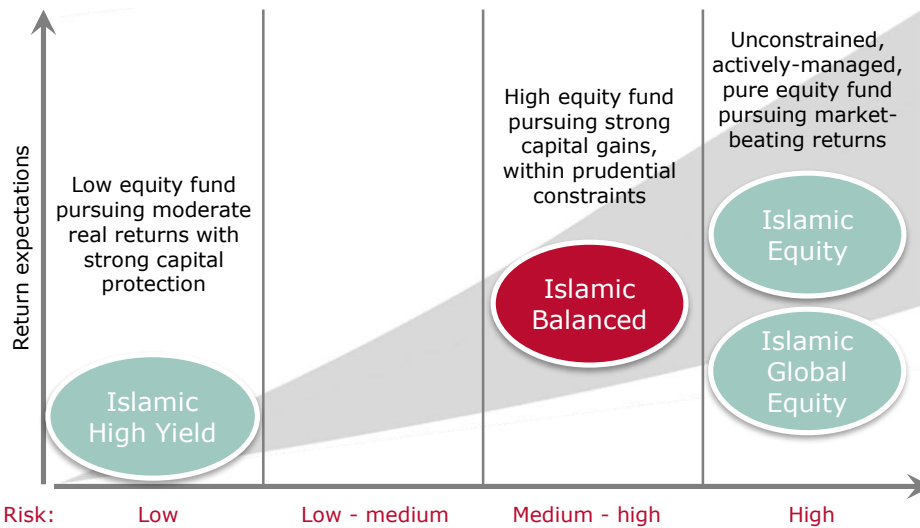 Return expectations
Low equity fund
pursuing moderate
real returns with
strong capital
protection
High equity fund
pursuing strong
capital gains,
within prudential
constraints
Unconstrained,
actively-managed,
pure equity fund
pursuing market-
beating returns
Islamic
High Yield
Islamic
Balanced
Islamic
Equity
Islamic
Global
Equity
Risk: Low Low - medium Medium - high High